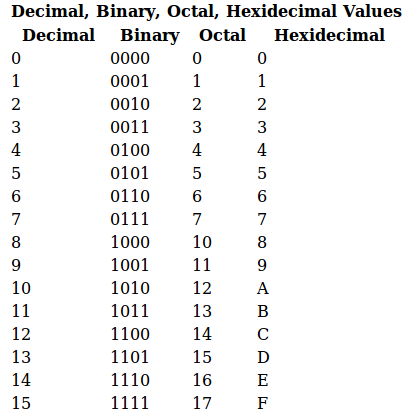 Decimal, Binary, Octal, Hexidecimal Values
Decimal Binary Octal Hexidecimal
0 0000 0 0
1 0001 1 1
2 0010 2 2
3 0011 3 3
4 0100 4 4
5 0101 5 5
6 0110 6 6
7 0111 7 7
8 1000 10 8
9 1001 11 9
10 1010 12 A
11 1011 13 B
12 1100 14 C
13 1101 15 D
14 1110 16 E
15 1111 17 F